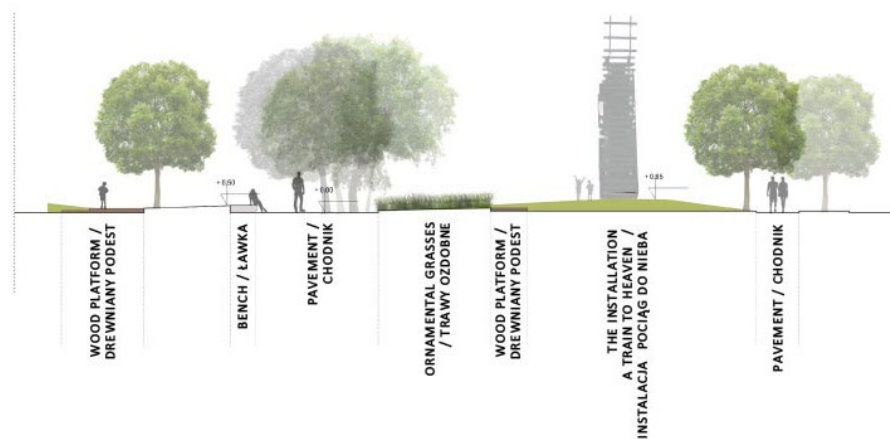 + 0,50
+ 0,00
+ 0,85
WOOD PLATFORM /
DREWNIANY PODEST
BENCH / ŁAWKA
PAVEMENT /
CHODNIK
ORNAMENTAL GRASSES
/ TRAWY OZDOBNE
WOOD PLATFORM /
DREWNIANY PODEST
THE INSTALLATION
A TRAIN TO HEAVEN /
INSTALACJA POCIĄG DO NIEBA
PAVEMENT / CHODNIK